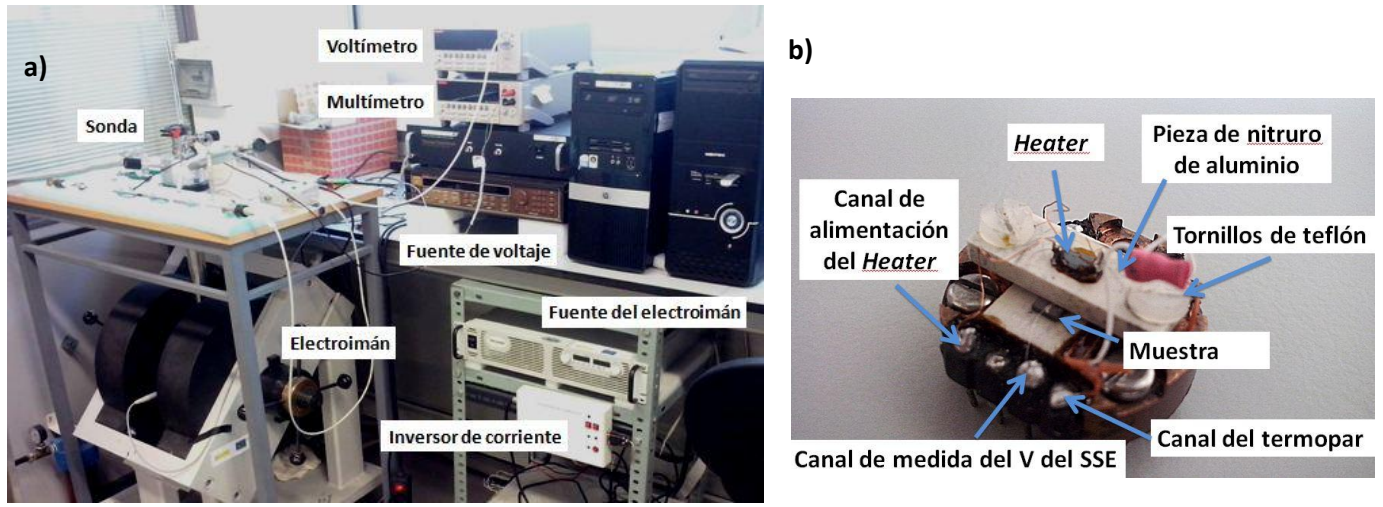 a)
Voltímetro
Multímetro
Sonda
Fuente de voltaje
Fuente del electroimán
Electroimán
Inversor de corriente
b)
Heater
Pieza de nitruro
de aluminio
Canal de
alimentación
del Heater
Tornillos de teflón
Muestra
Canal del termopar
Canal de medida del V del SSE